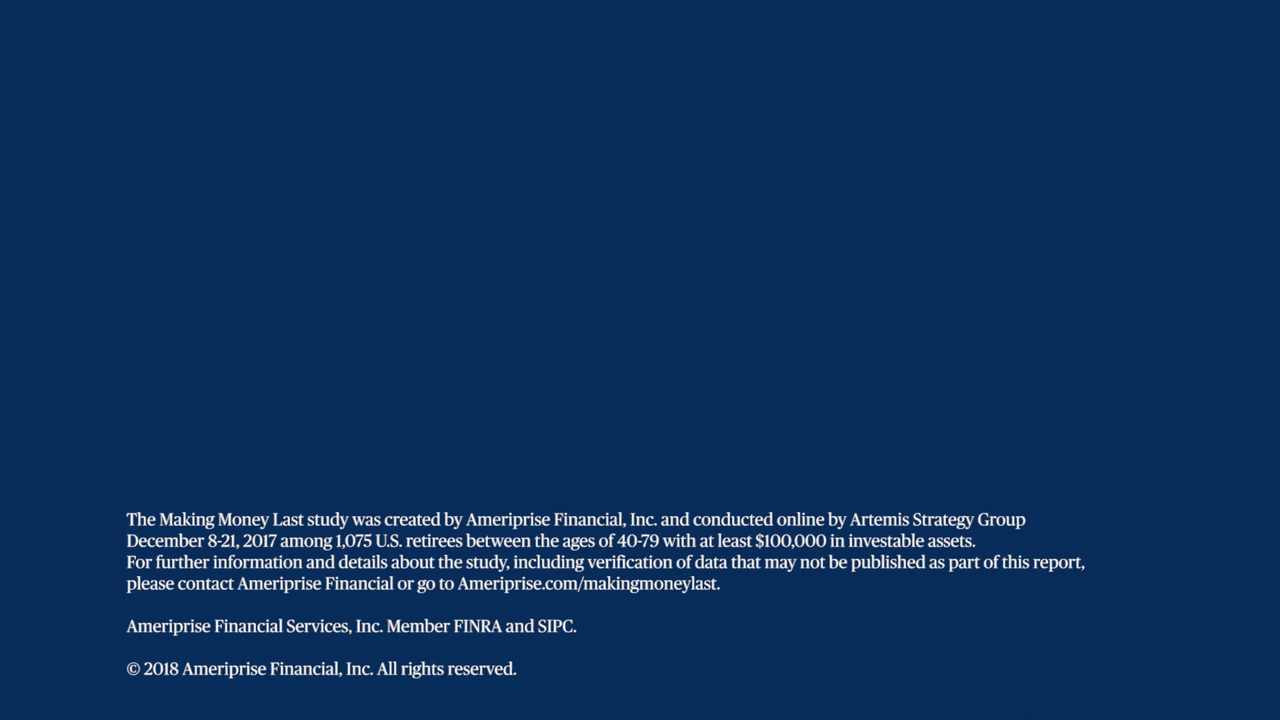 The Making Money Last study was created by Ameriprise Financial, Inc. and conducted online by Artemis Strategy Group
December 8-21, 2017 among 1,075 U.S. retirees between the ages of 40-79 with at least $100,000 in investable assets.
For further information and details about the study, including verification of data that may not be published as part of this report,
please contact Ameriprise Financial or go to Ameriprise.com/makingmoneylast.
Ameriprise Financial Services, Inc. Member FINRA and SIPC.
© 2018 Ameriprise Financial, Inc. All rights reserved.